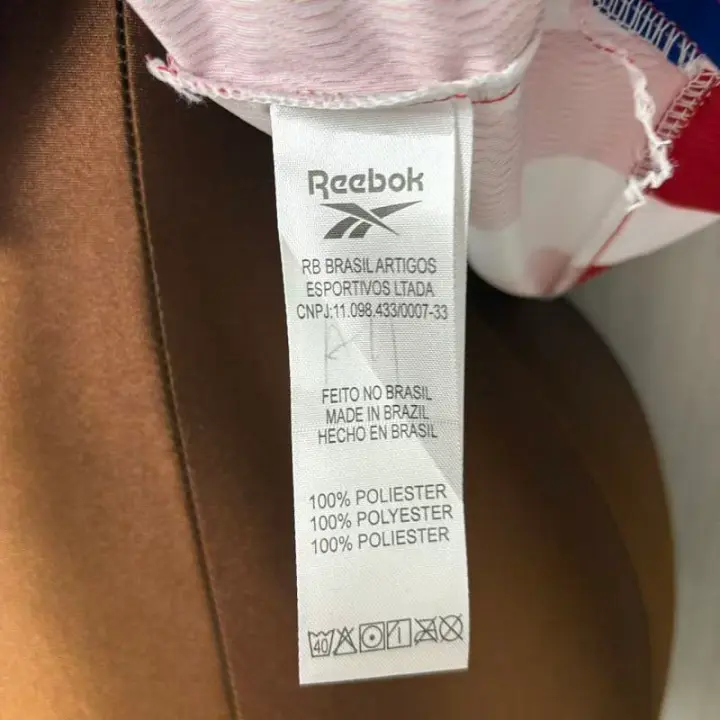 Reebok
RB BRASIL ARTIGOS
ESPORTIVOS LTADA
CNPJ:11.098.433/0007-33
FEITO NO BRASIL
MADE IN BRAZIL
HECHO EN BRASIL
100% POLIESTER
100% POLYESTER
100% POLIESTER
40